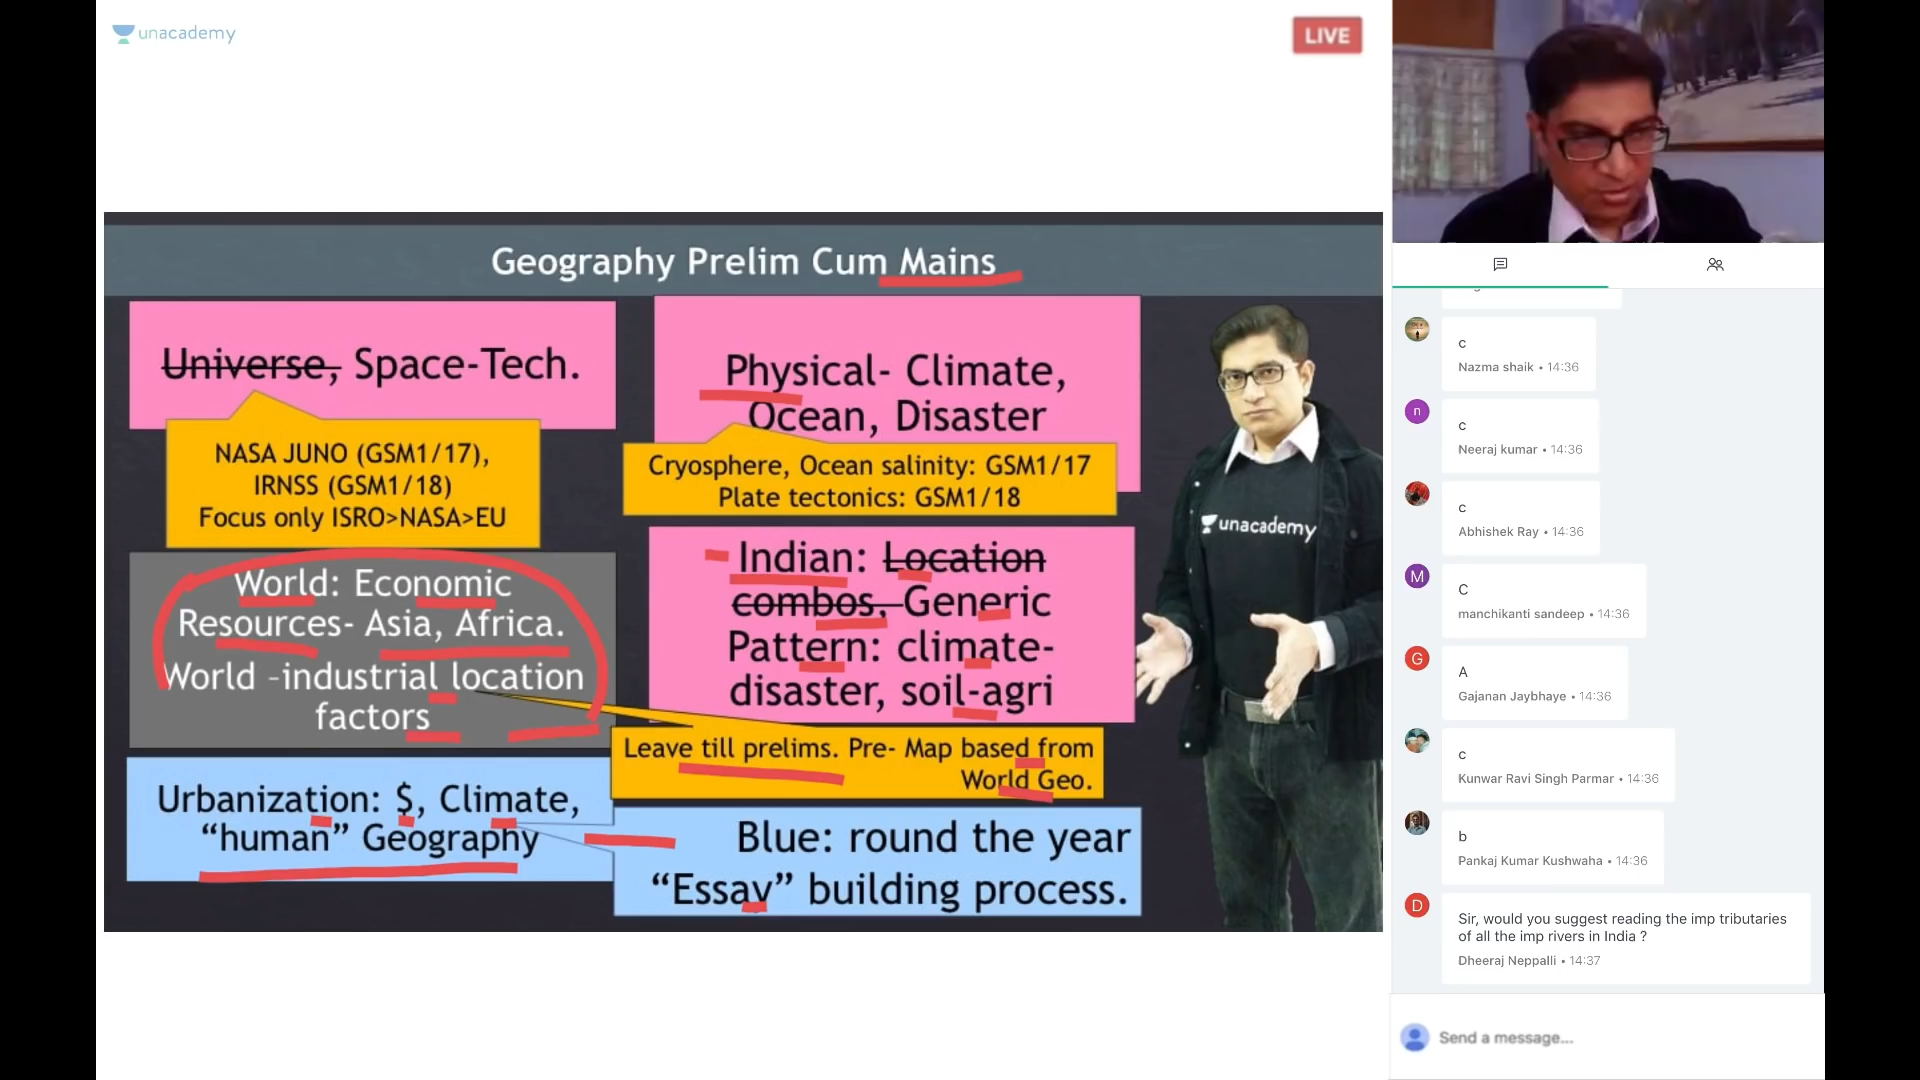 unacademy
LIVE
Geography Prelim Cum Mains
Universe, Space-Tech.
NASA JUNO (GSM1/17),
IRNSS (GSM1/18)
Focus only ISRO>NASA>EU
Physical- Climate,
Ocean, Disaster
Cryosphere, Ocean salinity: GSM1/17
Plate tectonics: GSM1/18
World: Economic
Resources- Asia, Africa.
World -industrial location
factors
Indian: Location
combos. Generic
Pattern: climate-
disaster, soil-agri
Leave till prelims. Pre- Map based from
World Geo.
Urbanization: $, Climate,
“human” Geography
Blue: round the year
“Essay” building process.
unacademy
c
Nazma shaik • 14:36
n
c
Neeraj kumar • 14:36
c
Abhishek Ray • 14:36
M
C
manchikanti sandeep • 14:36
G
A
Gajanan Jaybhaye • 14:36
c
Kunwar Ravi Singh Parmar • 14:36
b
Pankaj Kumar Kushwaha • 14:36
D
Sir, would you suggest reading the imp tributaries
of all the imp rivers in India ?
Dheeraj Neppalli • 14:37
Send a message...